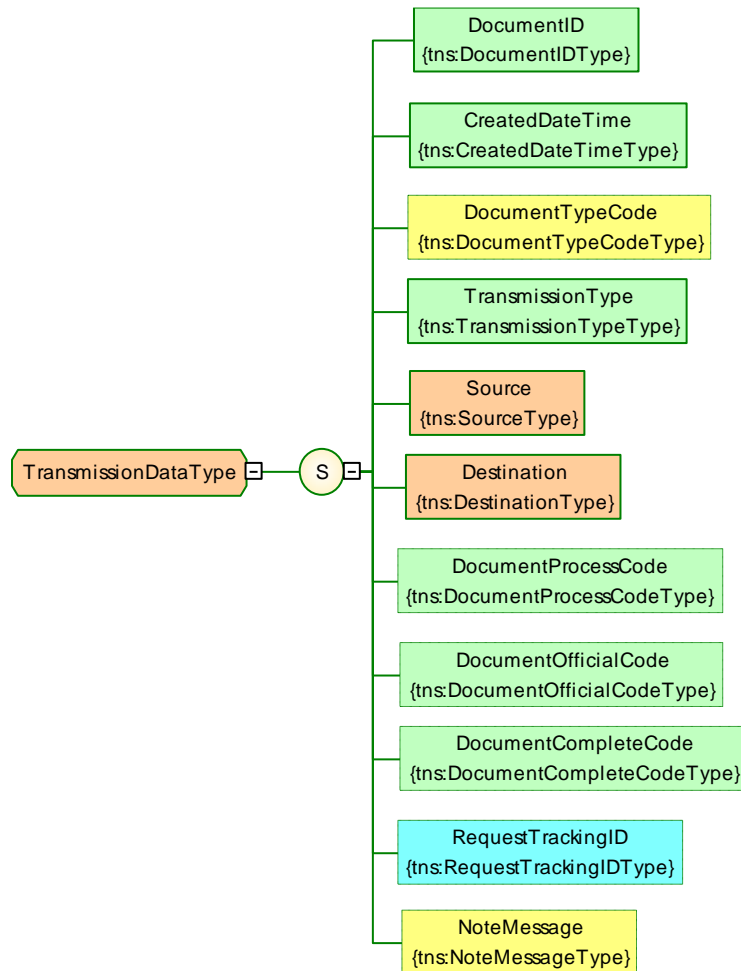 DocumentID
{tns:DocumentIDType}
CreatedDateTime
{tns:CreatedDateTimeType}
DocumentTypeCode
{tns:DocumentTypeCodeType}
TransmissionType
{tns:TransmissionTypeType}
Source
{tns:SourceType}
TransmissionDataType
S
Destination
{tns:DestinationType}
DocumentProcessCode
{tns:DocumentProcessCodeType}
DocumentOfficialCode
{tns:DocumentOfficialCodeType}
DocumentCompleteCode
{tns:DocumentCompleteCodeType}
RequestTrackingID
{tns:RequestTrackingIDType}
NoteMessage
{tns:NoteMessageType}